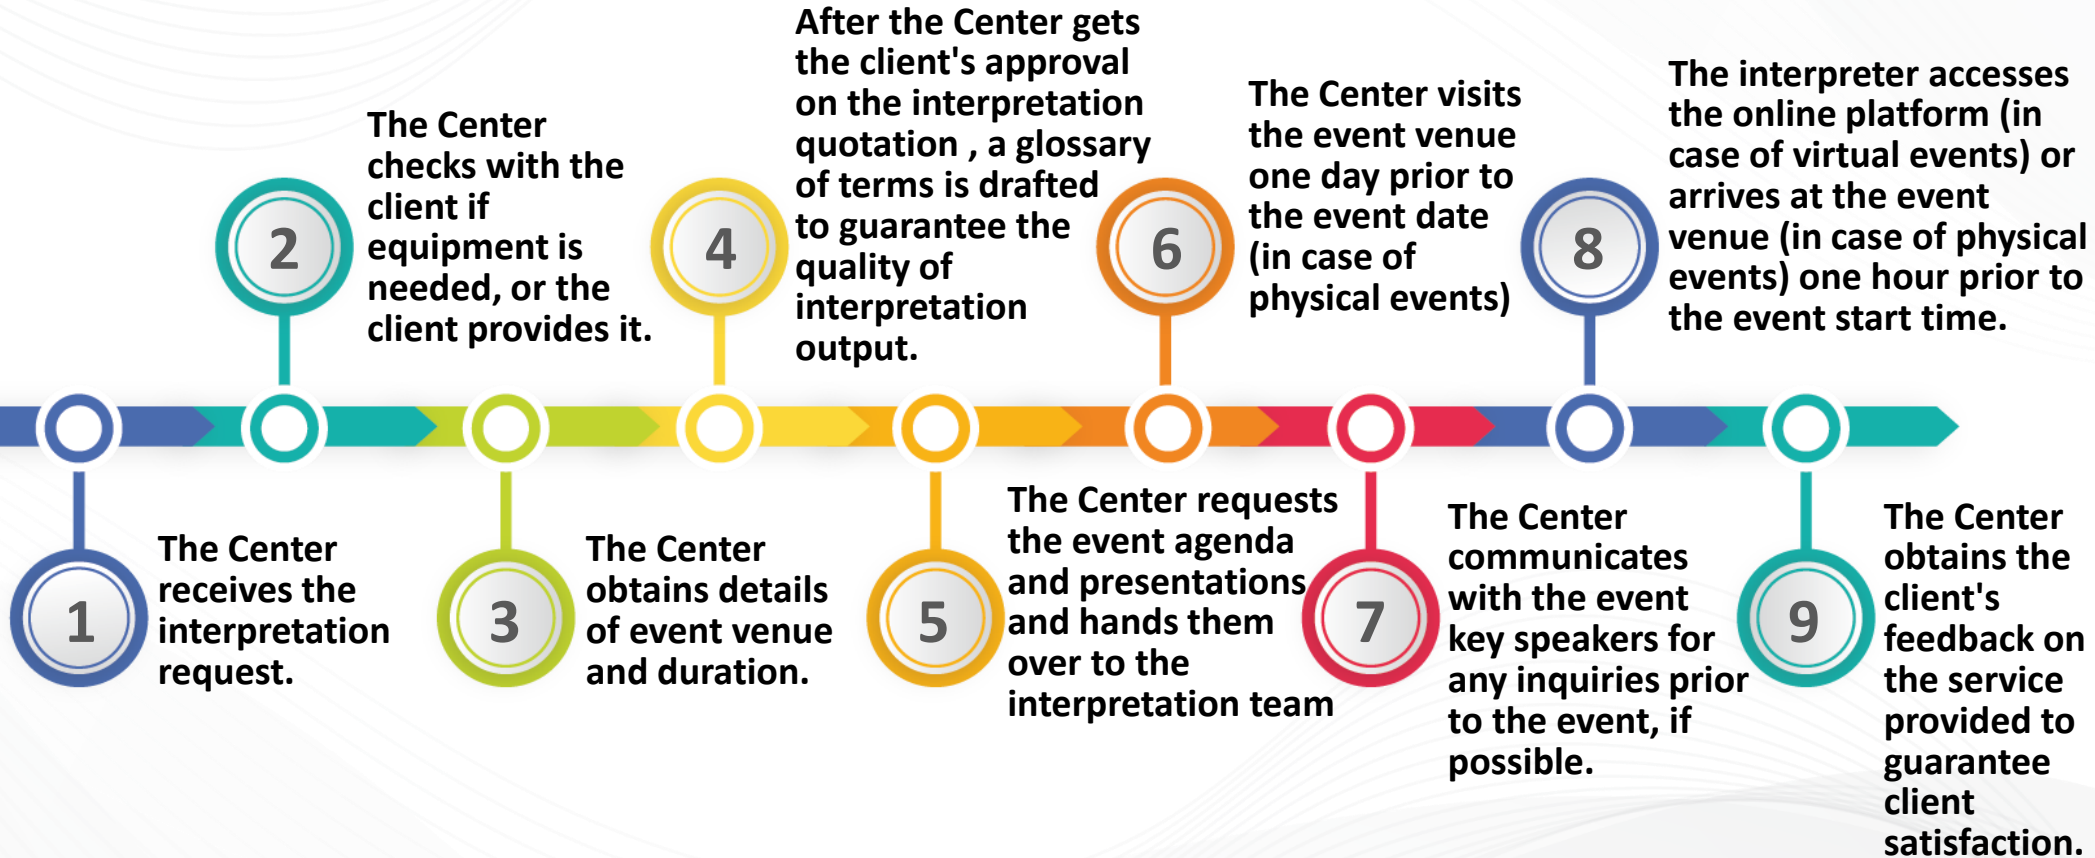 1
The Center
receives the
interpretation
request.
2
The Center
checks with the
client if
equipment is
needed, or the
client provides it.
3
The Center
obtains details
of event venue
and duration.
4
After the Center gets
the client's approval
on the interpretation
quotation , a glossary
of terms is drafted
to guarantee the
quality of
interpretation
output.
5
The Center requests
the event agenda
and presentations
and hands them
over to the
interpretation team
6
The Center visits
the event venue
one day prior to
the event date
(in case of
physical events)
7
The Center
communicates
with the event
key speakers for
any inquiries prior
to the event, if
possible.
8
The interpreter accesses
the online platform (in
case of virtual events) or
arrives at the event
venue (in case of physical
events) one hour prior to
the event start time.
9
The Center
obtains the
client's
feedback on
the service
provided to
guarantee
client
satisfaction.